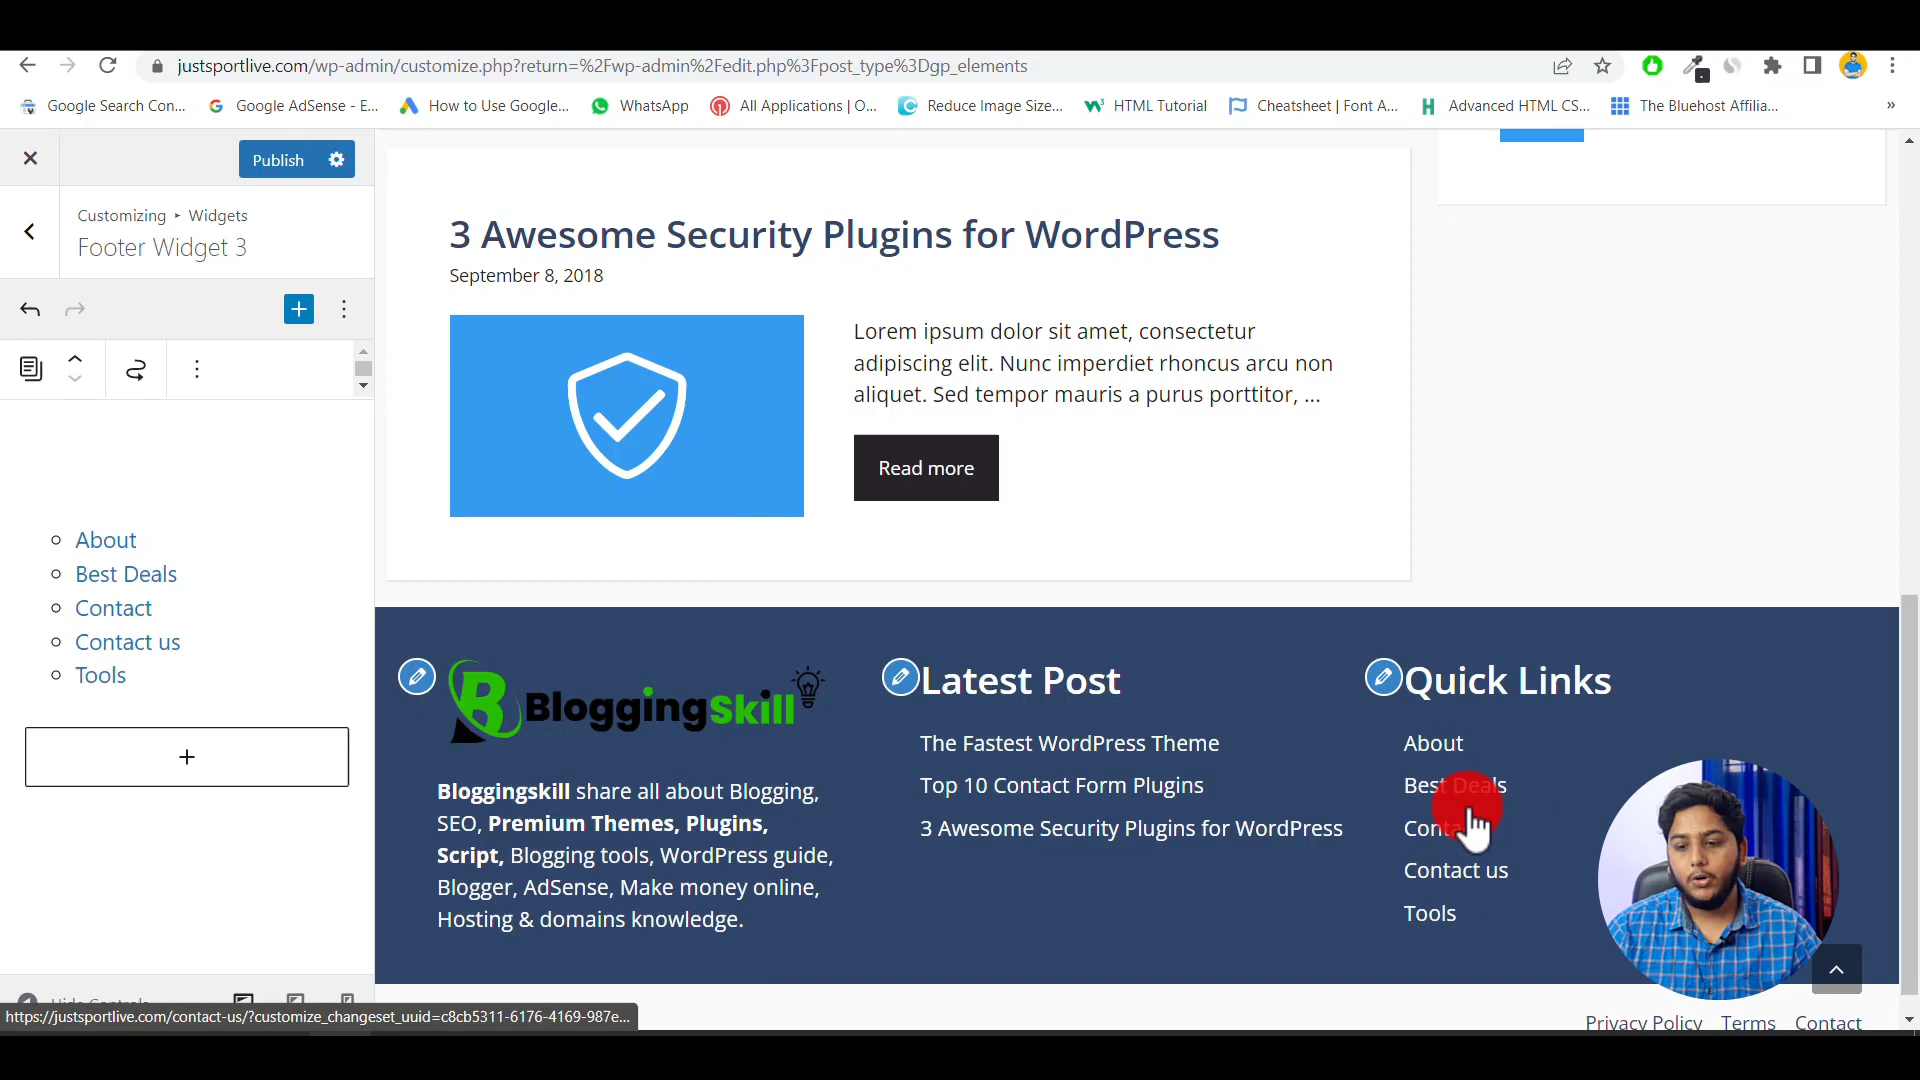 justsportlive.com/wp-admin/customize.php?return=%2Fwp-admin%2Fedit.php%3Fpost_type%3Dgp_elements
Google Search Con...
Google AdSense - E...
How to Use Google...
WhatsApp
All Applications | O...
Reduce Image Size...
HTML Tutorial
Cheatsheet | Font A...
Advanced HTML CS...
The Bluehost Affilia...
»
Publish
Customizing ▸ Widgets
Footer Widget 3
About
Best Deals
Contact
Contact us
Tools
https://justsportlive.com/contact-us/?customize_changeset_uuid=c8cb5311-6176-4169-987e...
3 Awesome Security Plugins for WordPress
September 8, 2018
Lorem ipsum dolor sit amet, consectetur
adipiscing elit. Nunc imperdiet rhoncus arcu non
aliquet. Sed tempor mauris a purus porttitor, ...
Read more
BloggingSkill
Bloggingskill share all about Blogging,
SEO, Premium Themes, Plugins,
Script, Blogging tools, WordPress guide,
Blogger, AdSense, Make money online,
Hosting & domains knowledge.
Latest Post
The Fastest WordPress Theme
Top 10 Contact Form Plugins
3 Awesome Security Plugins for WordPress
Quick Links
About
Best Deals
Contact us
Tools
Privacy Policy Terms Contact